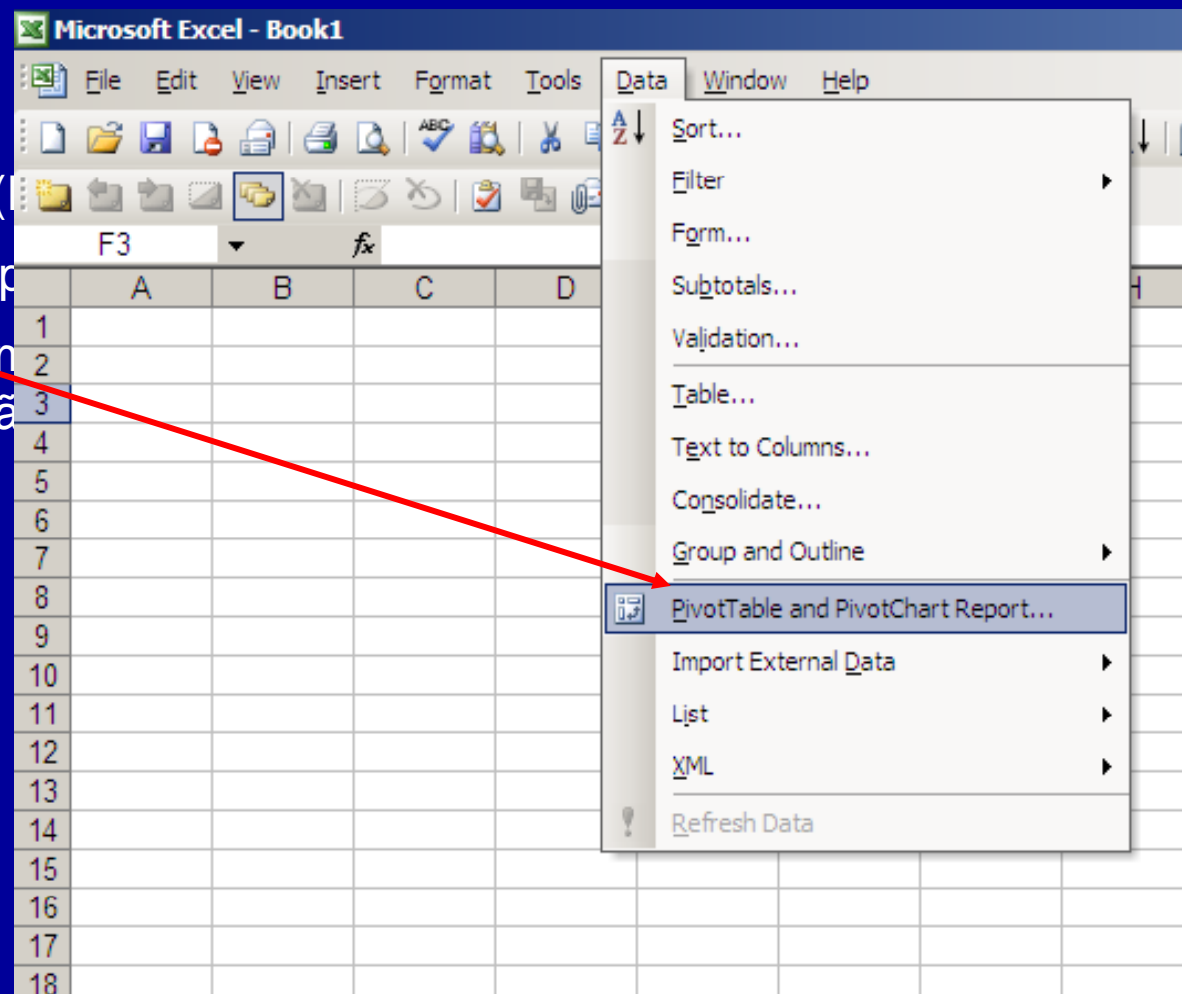 Microsoft Excel - Book1
File Edit View Insert Format Tools Data Window Help
ABC
F3 fx
A B C D H
1
2
3
4
5
6
7
8
9
10
11
12
13
14
15
16
17
18
Sort...
Filter
Form...
Subtotals...
Validation...
Table...
Text to Columns...
Consolidate...
Group and Outline
PivotTable and PivotChart Report...
Import External Data
List
XML
Refresh Data